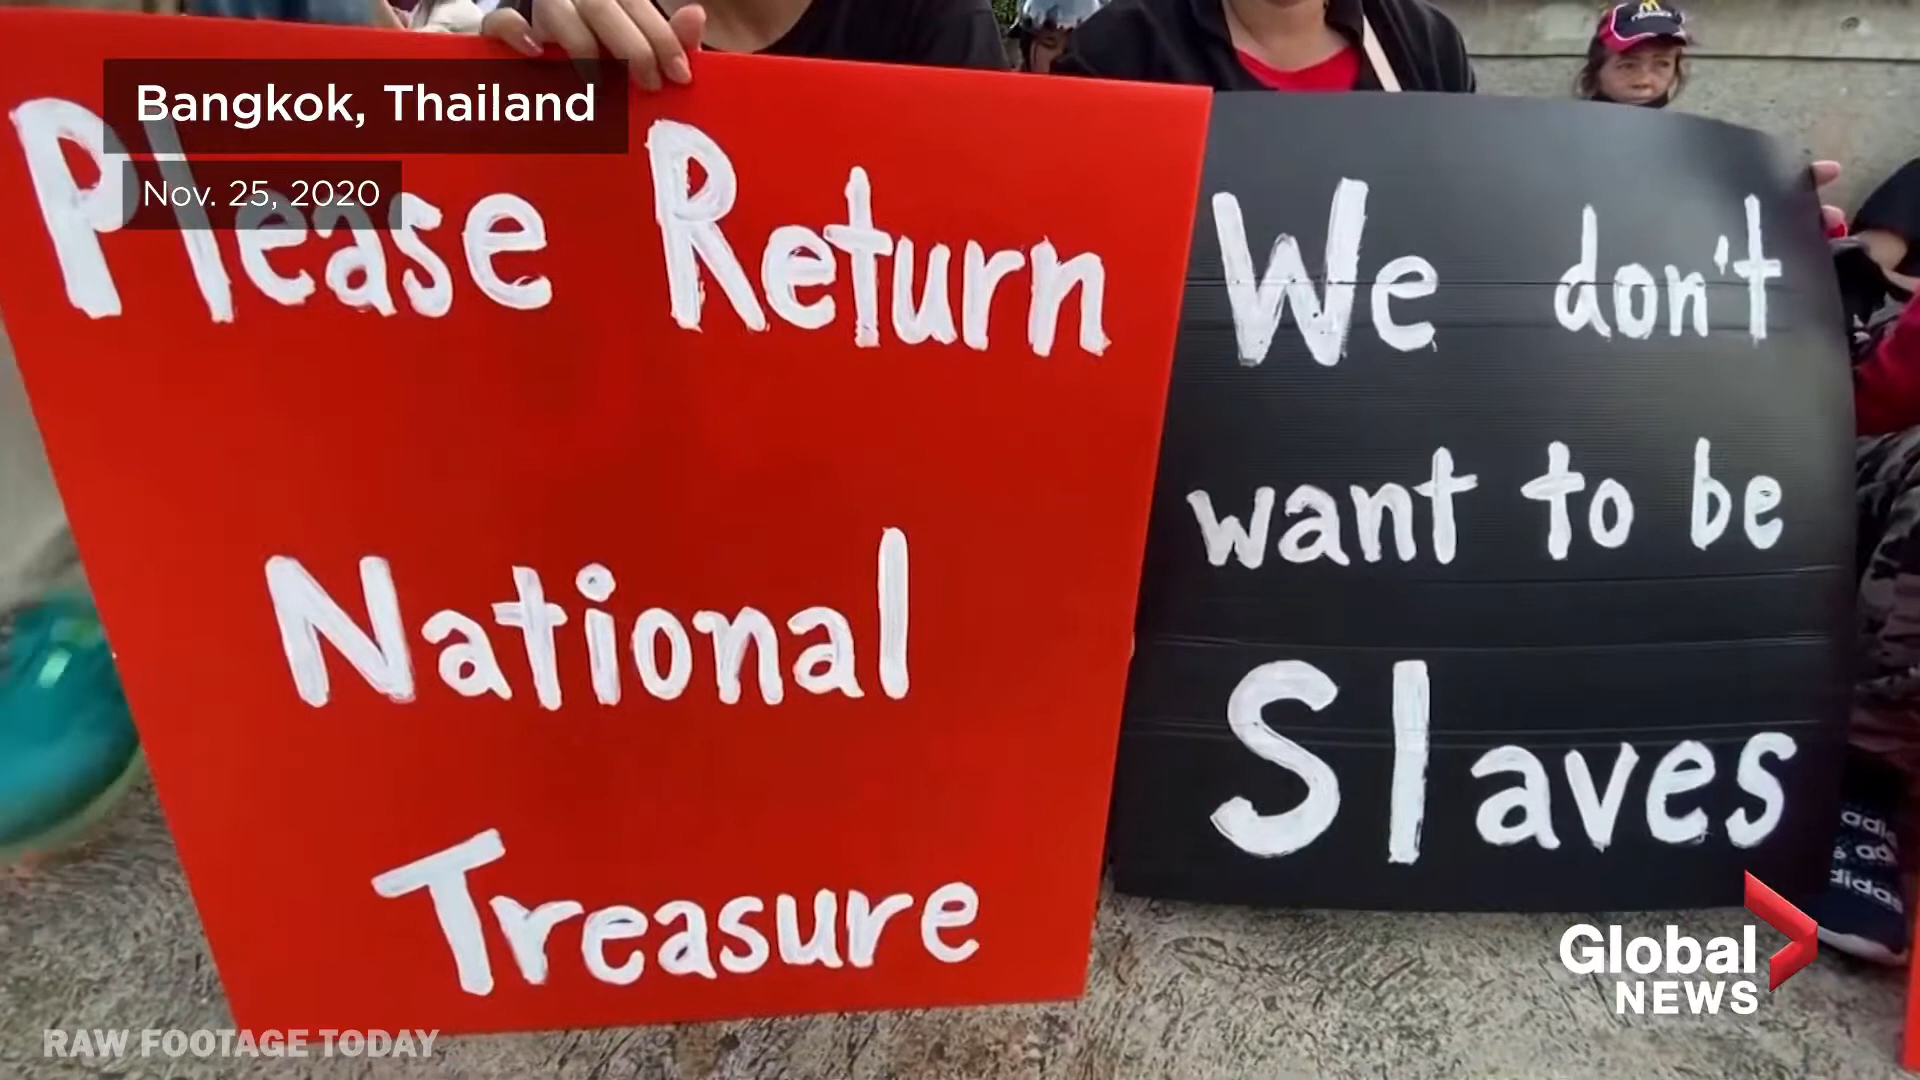 Bangkok, Thailand
Nov. 25, 2020
Please Return
National
Treasure
We don't
want to be
Slaves
Global
NEWS
RAW FOOTAGE TODAY
adidas